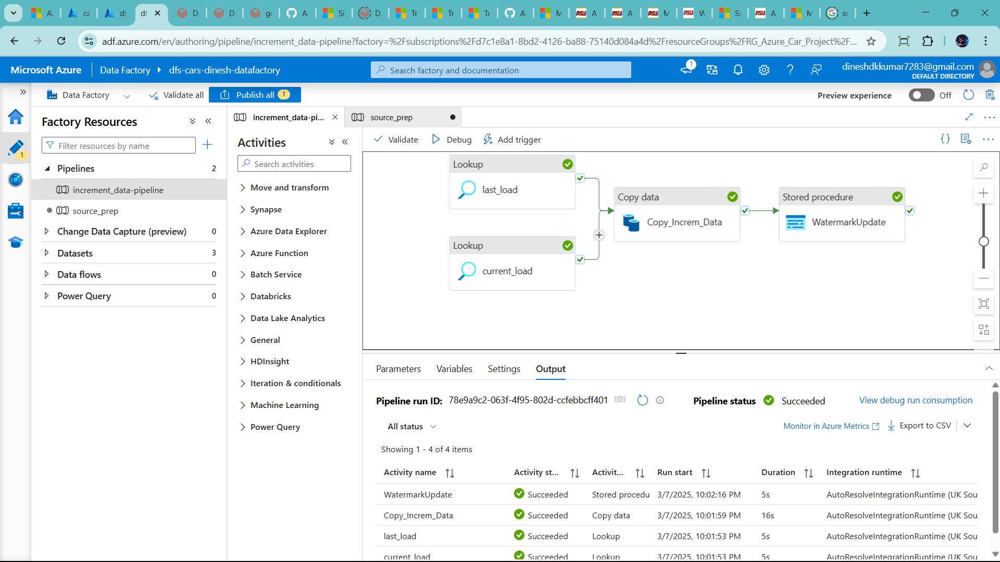 Az
ca
df
df
Da
Da
go
Az
Si
Da
Tr
Tr
Tr
A
M
A
A
M
W
Si
A
M
sc
adf.azure.com/en/authoring/pipeline/increment_data-pipeline?factory=%2Fsubscriptions%2Fd7c1e8a1-8bd2-4126-ba88-75140d084a4d%2FresourceGroups%2FRG_Azure_Car_Project%2F...
Microsoft Azure
Data Factory
dfs-cars-dinesh-datafactory
Search factory and documentation
1
dineshdkkumar7283@gmail.com
DEFAULT DIRECTORY
Data Factory
Validate all
Publish all 1
Preview experience
Off
1
Factory Resources
Filter resources by name
Pipelines 2
increment_data-pipeline
source_prep
Change Data Capture (preview) 0
Datasets 3
Data flows 0
Power Query 0
increment_data-pi...
source_prep
Activities
Search activities
Move and transform
Synapse
Azure Data Explorer
Azure Function
Batch Service
Databricks
Data Lake Analytics
General
HDInsight
Iteration & conditionals
Machine Learning
Power Query
Validate
Debug
Add trigger
Lookup
last_load
Lookup
current_load
Copy data
Copy_Increm_Data
Stored procedure
WatermarkUpdate
Parameters Variables Settings Output
Pipeline run ID: 78e9a9c2-063f-4f95-802d-ccfebbcff401
Pipeline status Succeeded
View debug run consumption
All status
Monitor in Azure Metrics
Export to CSV
Showing 1 - 4 of 4 items
Activity name Activity st... Activit... Run start Duration Integration runtime
WatermarkUpdate Succeeded Stored procedu 3/7/2025, 10:02:16 PM 5s AutoResolveIntegrationRuntime (UK Sou
Copy_Increm_Data Succeeded Copy data 3/7/2025, 10:01:59 PM 16s AutoResolveIntegrationRuntime (UK Sou
last_load Succeeded Lookup 3/7/2025, 10:01:53 PM 5s AutoResolveIntegrationRuntime (UK Sou
current_load Succeeded Lookup 3/7/2025, 10:01:53 PM 5s AutoResolveIntegrationRuntime (UK Sou